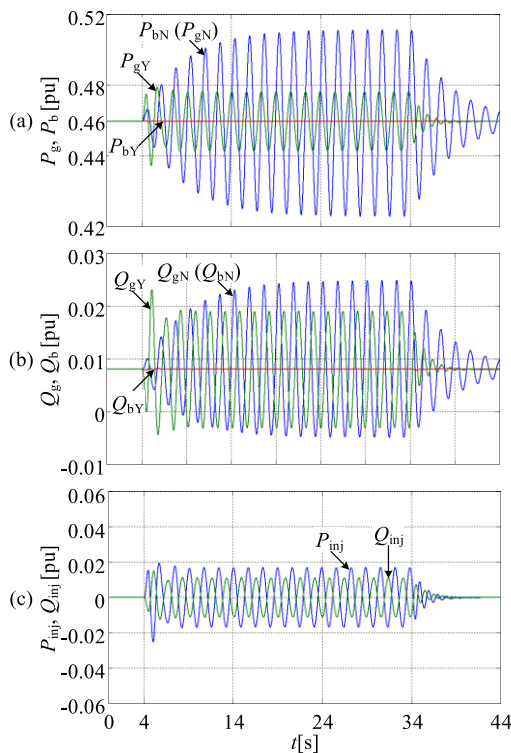 0.52
P_bN (P_gN)
P_gY
0.48
(a)
P_g, P_b [pu]
0.46
0.44
P_bY
0.42
0.03
Q_gN (Q_bN)
Q_gY
0.02
(b)
Q_g, Q_b [pu]
0.01
Q_bY
0
-0.01
0.06
0.04
P_inj
Q_inj
0.02
(c)
P_inj, Q_inj [pu]
0
-0.02
-0.04
-0.06
0 4 14 24 34 44
t[s]